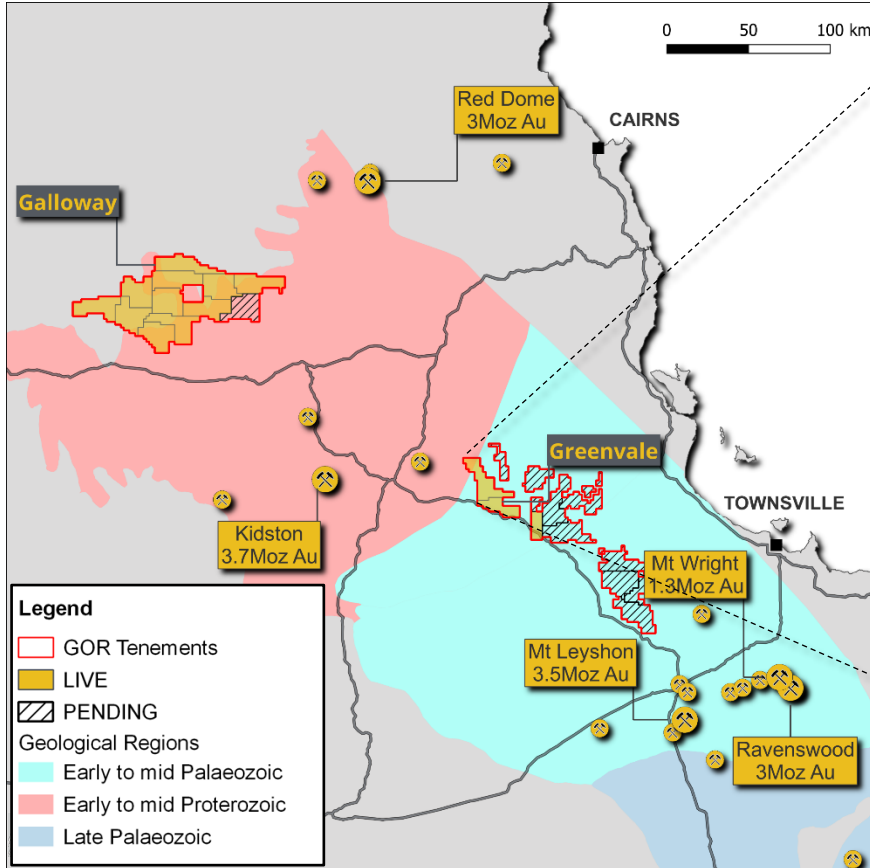 0 50 100 km
Red Dome
3Moz Au
CAIRNS
Galloway
Greenvale
TOWNSVILLE
Kidston
3.7Moz Au
Mt Wright
1.3Moz Au
Mt Leyshon
3.5Moz Au
Ravenswood
3Moz Au
Legend
GOR Tenements
LIVE
PENDING
Geological Regions
Early to mid Palaeozoic
Early to mid Proterozoic
Late Palaeozoic